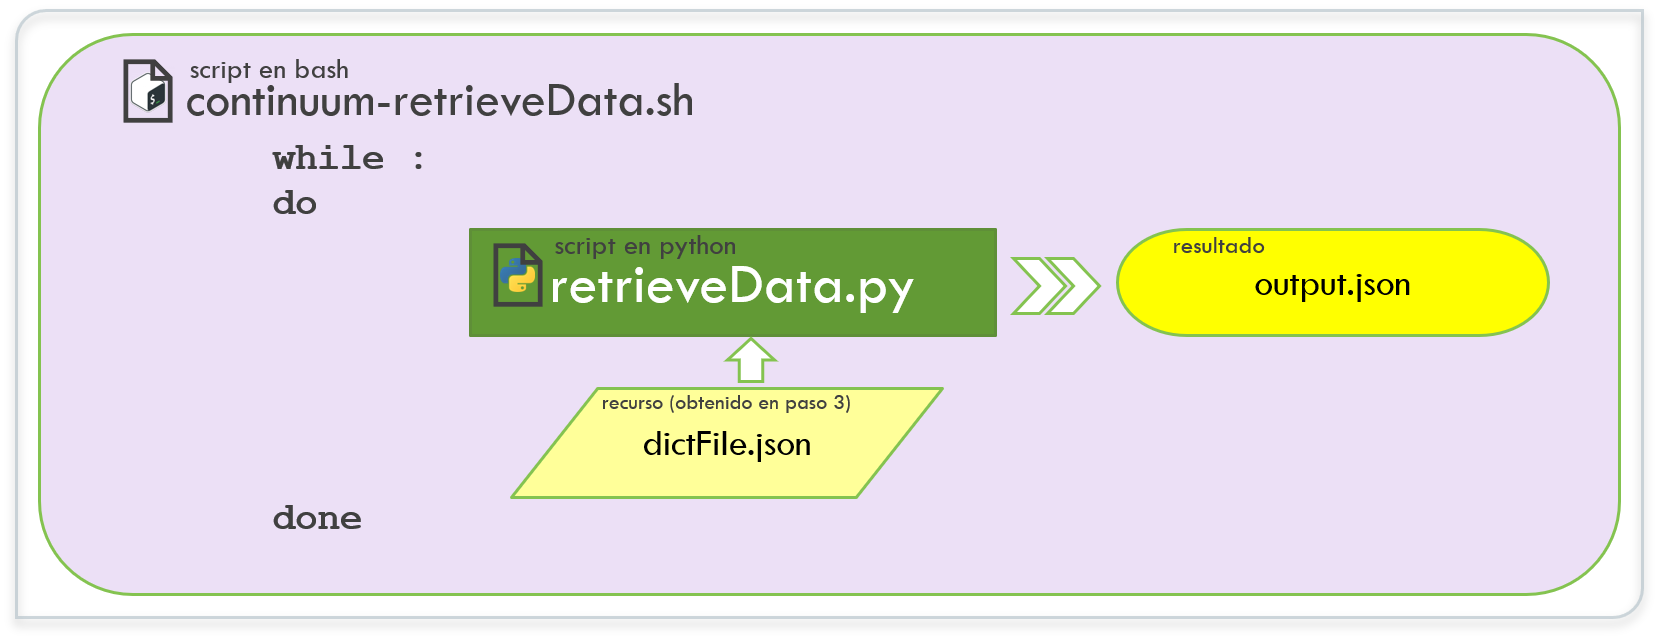 script en bash
continuum-retrieveData.sh
while :
do
script en python
retrieveData.py
resultado
output.json
recurso (obtenido en paso 3)
dictFile.json
done